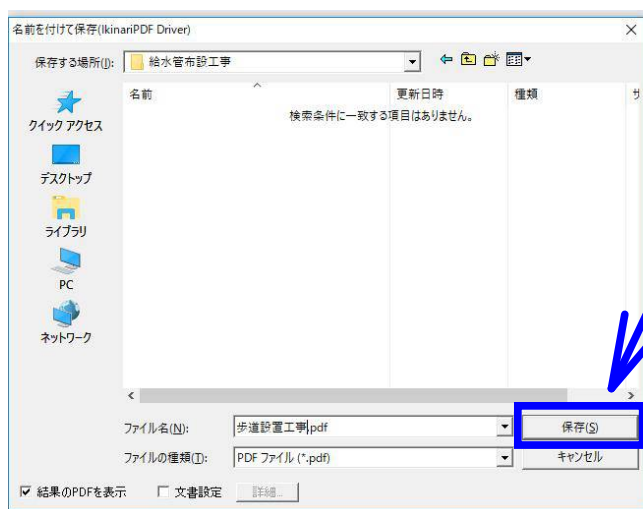 名前を付けて保存(IkinariPDF Driver)
保存する場所(I): 給水管布設工事
名前 更新日時 種類 サ
検索条件に一致する項目はありません。
クイック アクセス
デスクトップ
ライブラリ
PC
ネットワーク
ファイル名(N): 歩道設置工事.pdf 保存(S)
ファイルの種類(T): PDF ファイル (*.pdf) キャンセル
結果のPDFを表示 文書設定 詳細...